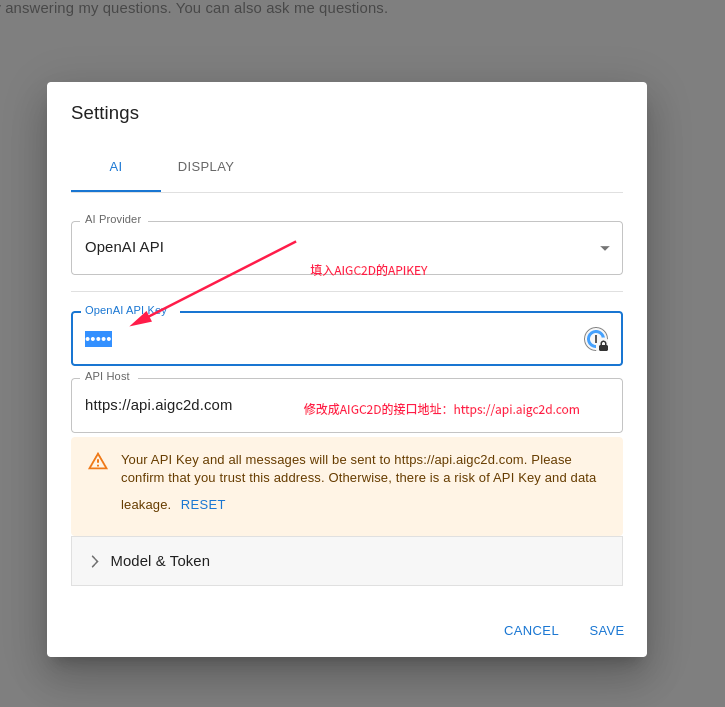 answering my questions. You can also ask me questions.
Settings
AI
DISPLAY
AI Provider
OpenAI API
填入AIGC2D的APIKEY
OpenAI API Key
•••••
API Host
https://api.aigc2d.com
修改成AIGC2D的接口地址：https://api.aigc2d.com
Your API Key and all messages will be sent to https://api.aigc2d.com. Please
confirm that you trust this address. Otherwise, there is a risk of API Key and data
leakage. RESET
Model & Token
CANCEL
SAVE